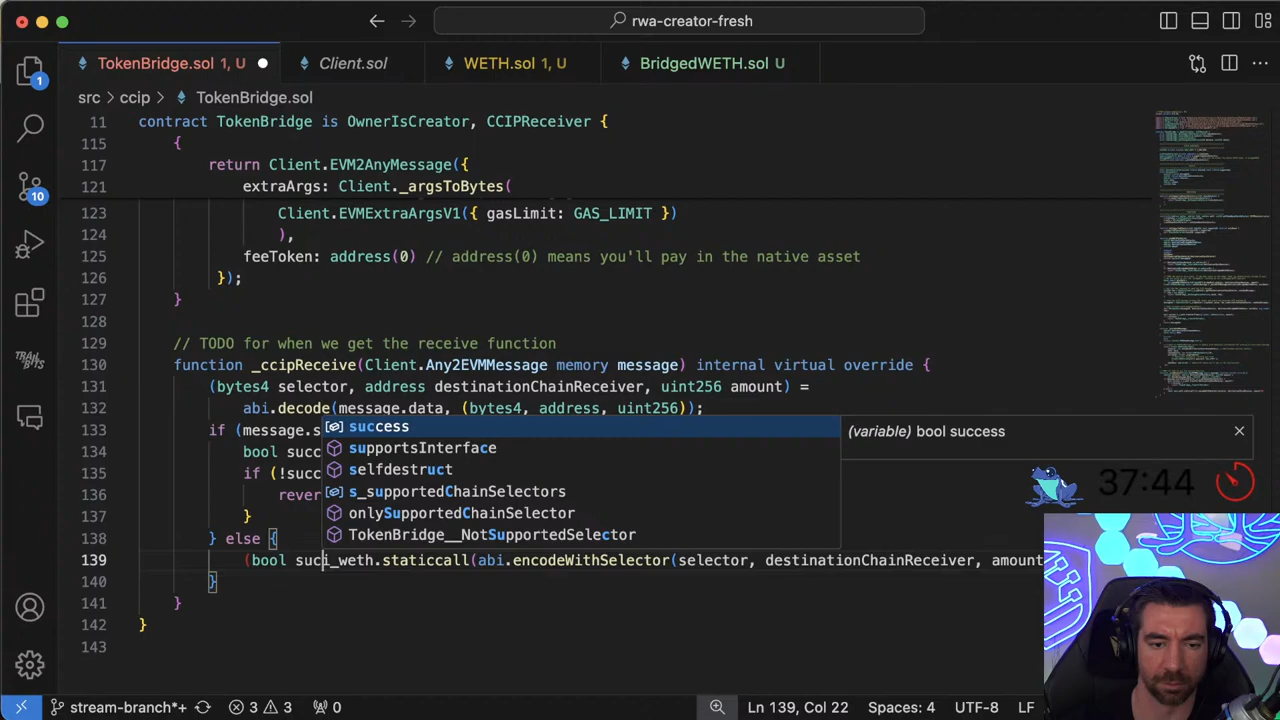 rwa-creator-fresh
TokenBridge.sol 1, U
Client.sol
WETH.sol 1, U
BridgedWETH.sol U
src > ccip > TokenBridge.sol
11 contract TokenBridge is OwnerIsCreator, CCIPReceiver {
115 {
117 return Client.EVM2AnyMessage({
121 extraArgs: Client._argsToBytes(
123 Client.EVMExtraArgsV1({ gasLimit: GAS_LIMIT })
124 ),
125 feeToken: address(0) // address(0) means you'll pay in the native asset
126 });
127 }
128
129 // TODO for when we get the receive function
130 function _ccipReceive(Client.Any2EVMMessage memory message) internal virtual override {
131 (bytes4 selector, address destinationChainReceiver, uint256 amount) =
132 abi.decode(message.data, (bytes4, address, uint256));
133 if (message.s
134 bool succ
135 if (!succ
136 rever
137 }
138 } else {
139 (bool suci_weth.staticcall(abi.encodeWithSelector(selector, destinationChainReceiver, amount
140 }
141 }
142 }
143
success
supportsInterface
selfdestruct
s_supportedChainSelectors
onlySupportedChainSelector
TokenBridge__NotSupportedSelector
(variable) bool success
37:44
1
10
TRAIL OF BITS
stream-branch*+
3
3
0
Ln 139, Col 22
Spaces: 4
UTF-8
LF